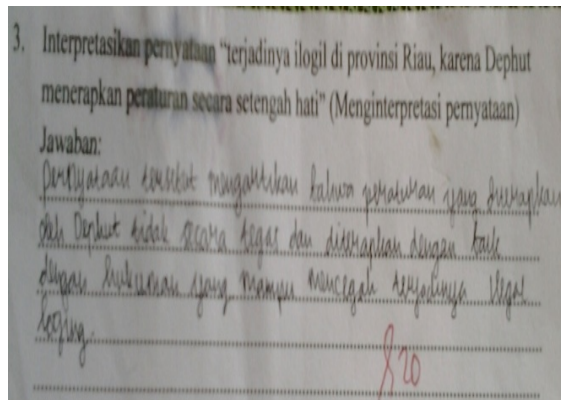 3. Interpretasikan pernyataan "terjadinya ilogil di provinsi Riau, karena Dephut
menerapkan peraturan secara setengah hati" (Menginterpretasi pernyataan)
Jawaban:
Pernyataan tersebut mengartikan bahwa peraturan yang diterapkan
oleh Dephut tidak secara tegas dan diterapkan dengan baik
dengan hukuman yang mampu mencegah terjadinya illegal
loging.
20